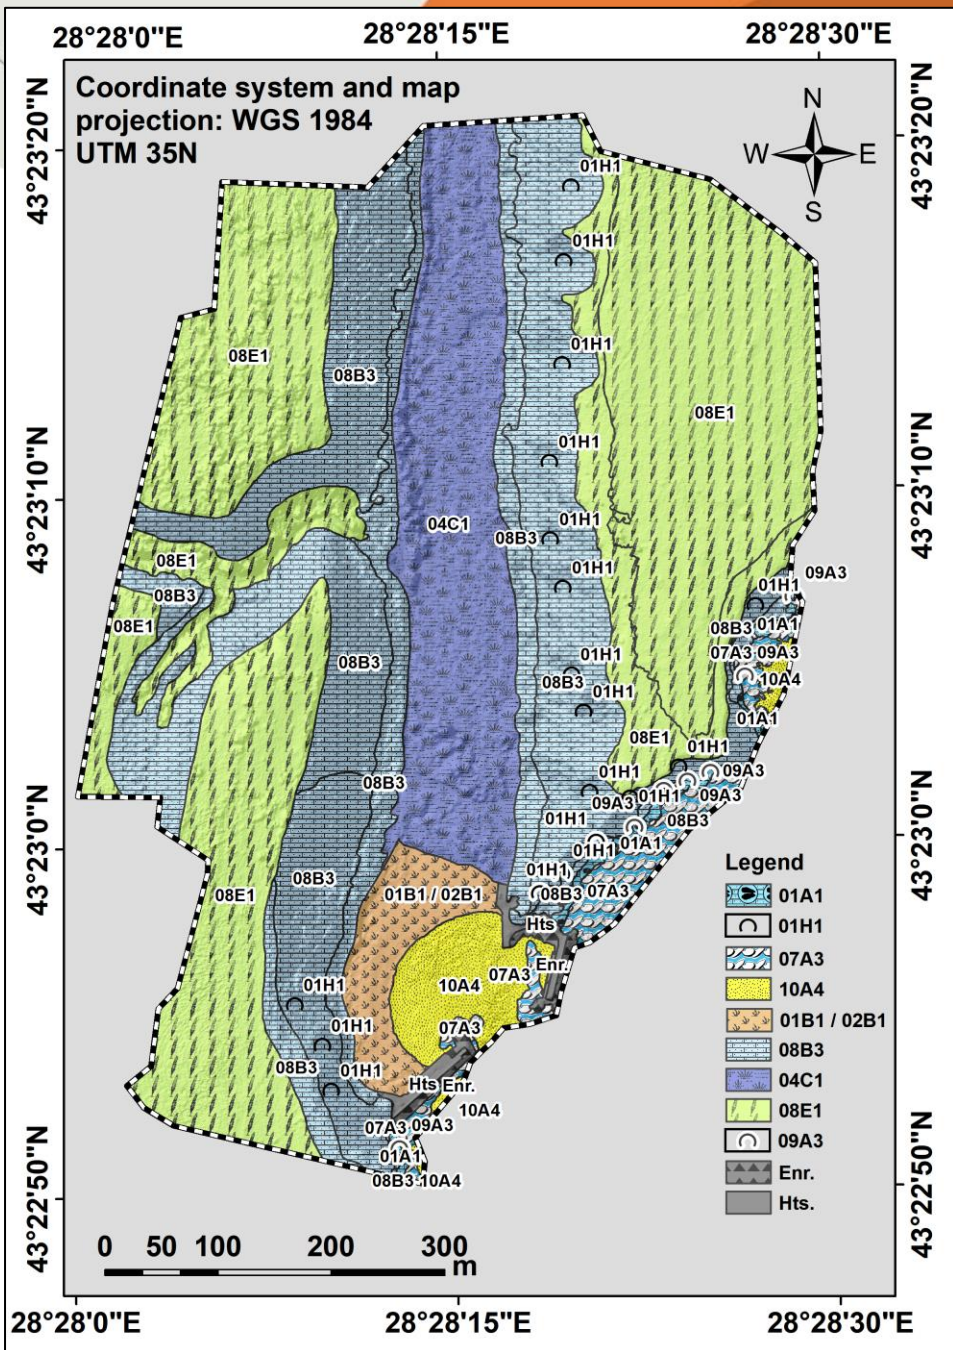 28°28'0"E 28°28'15"E 28°28'30"E
Coordinate system and map
projection: WGS 1984
UTM 35N
N
W E
S
43°23'20"N 43°23'20"N
01H1
01H1
01H1
08E1
08B3
08E1
01H1
43°23'10"N 43°23'10"N
01H1
04C1
08B3
08E1
01H1
01H1
09A3
08B3
08E1
08B3
01A1
07A3 09A3
08B3
01H1
08B3
10A4
01H1
01A1
08E1
01H1
01H1
09A3
08B3
09A3
01H1
09A3
01H1
08B3
43°23'0"N 43°23'0"N
01A1
01H1
01H1
08B3
08E1
01B1 / 02B1
08B3
07A3
Hts
Enr.
07A3
10A4
01H1
01H1
07A3
08B3
01H1
Hts
Enr.
10A4
07A3
09A3
01A1
08B3
10A4
43°22'50"N 43°22'50"N
Legend
01A1
01H1
07A3
10A4
01B1 / 02B1
08B3
04C1
08E1
09A3
Enr.
Hts.
0 50 100 200 300
m
28°28'0"E 28°28'15"E 28°28'30"E